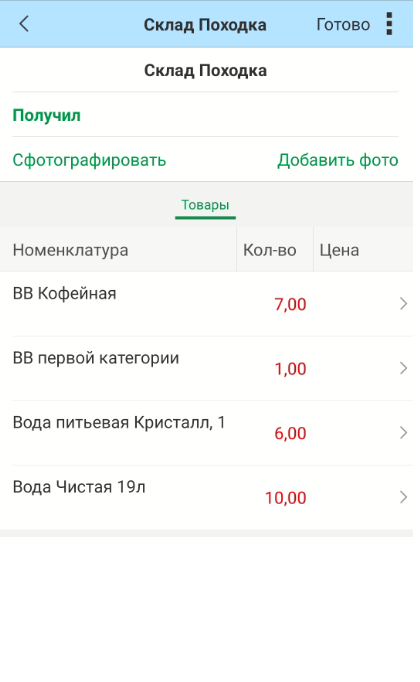 Склад Походка Готово
Склад Походка
Получил
Сфотографировать Добавить фото
Товары
Номенклатура Кол-во Цена
ВВ Кофейная 7,00
ВВ первой категории 1,00
Вода питьевая Кристалл, 1 6,00
Вода Чистая 19л 10,00